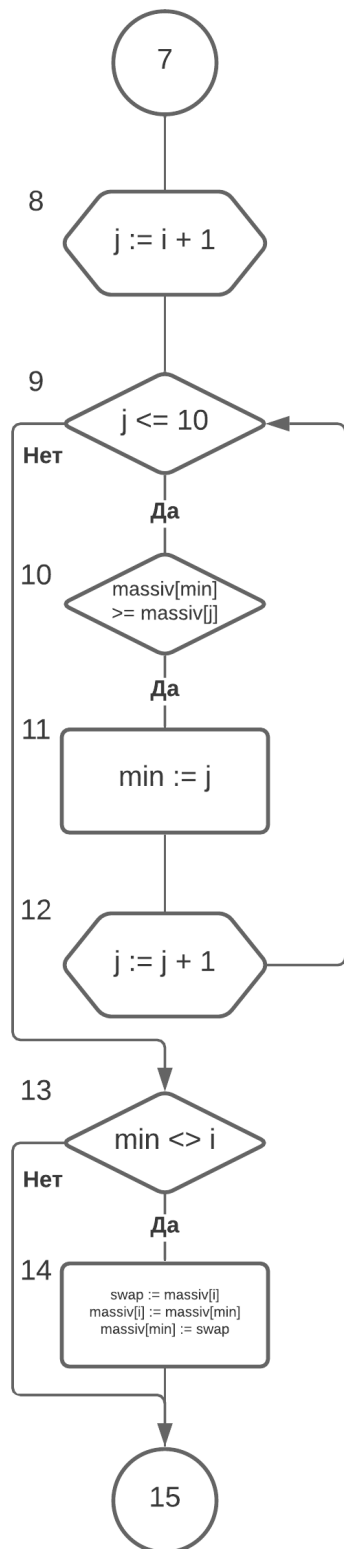 7
8
j := i + 1
9
j <= 10
Нет
Да
10
massiv[min]
>= massiv[j]
Да
11
min := j
12
j := j + 1
13
min <> i
Нет
Да
14
swap := massiv[i]
massiv[i] := massiv[min]
massiv[min] := swap
15